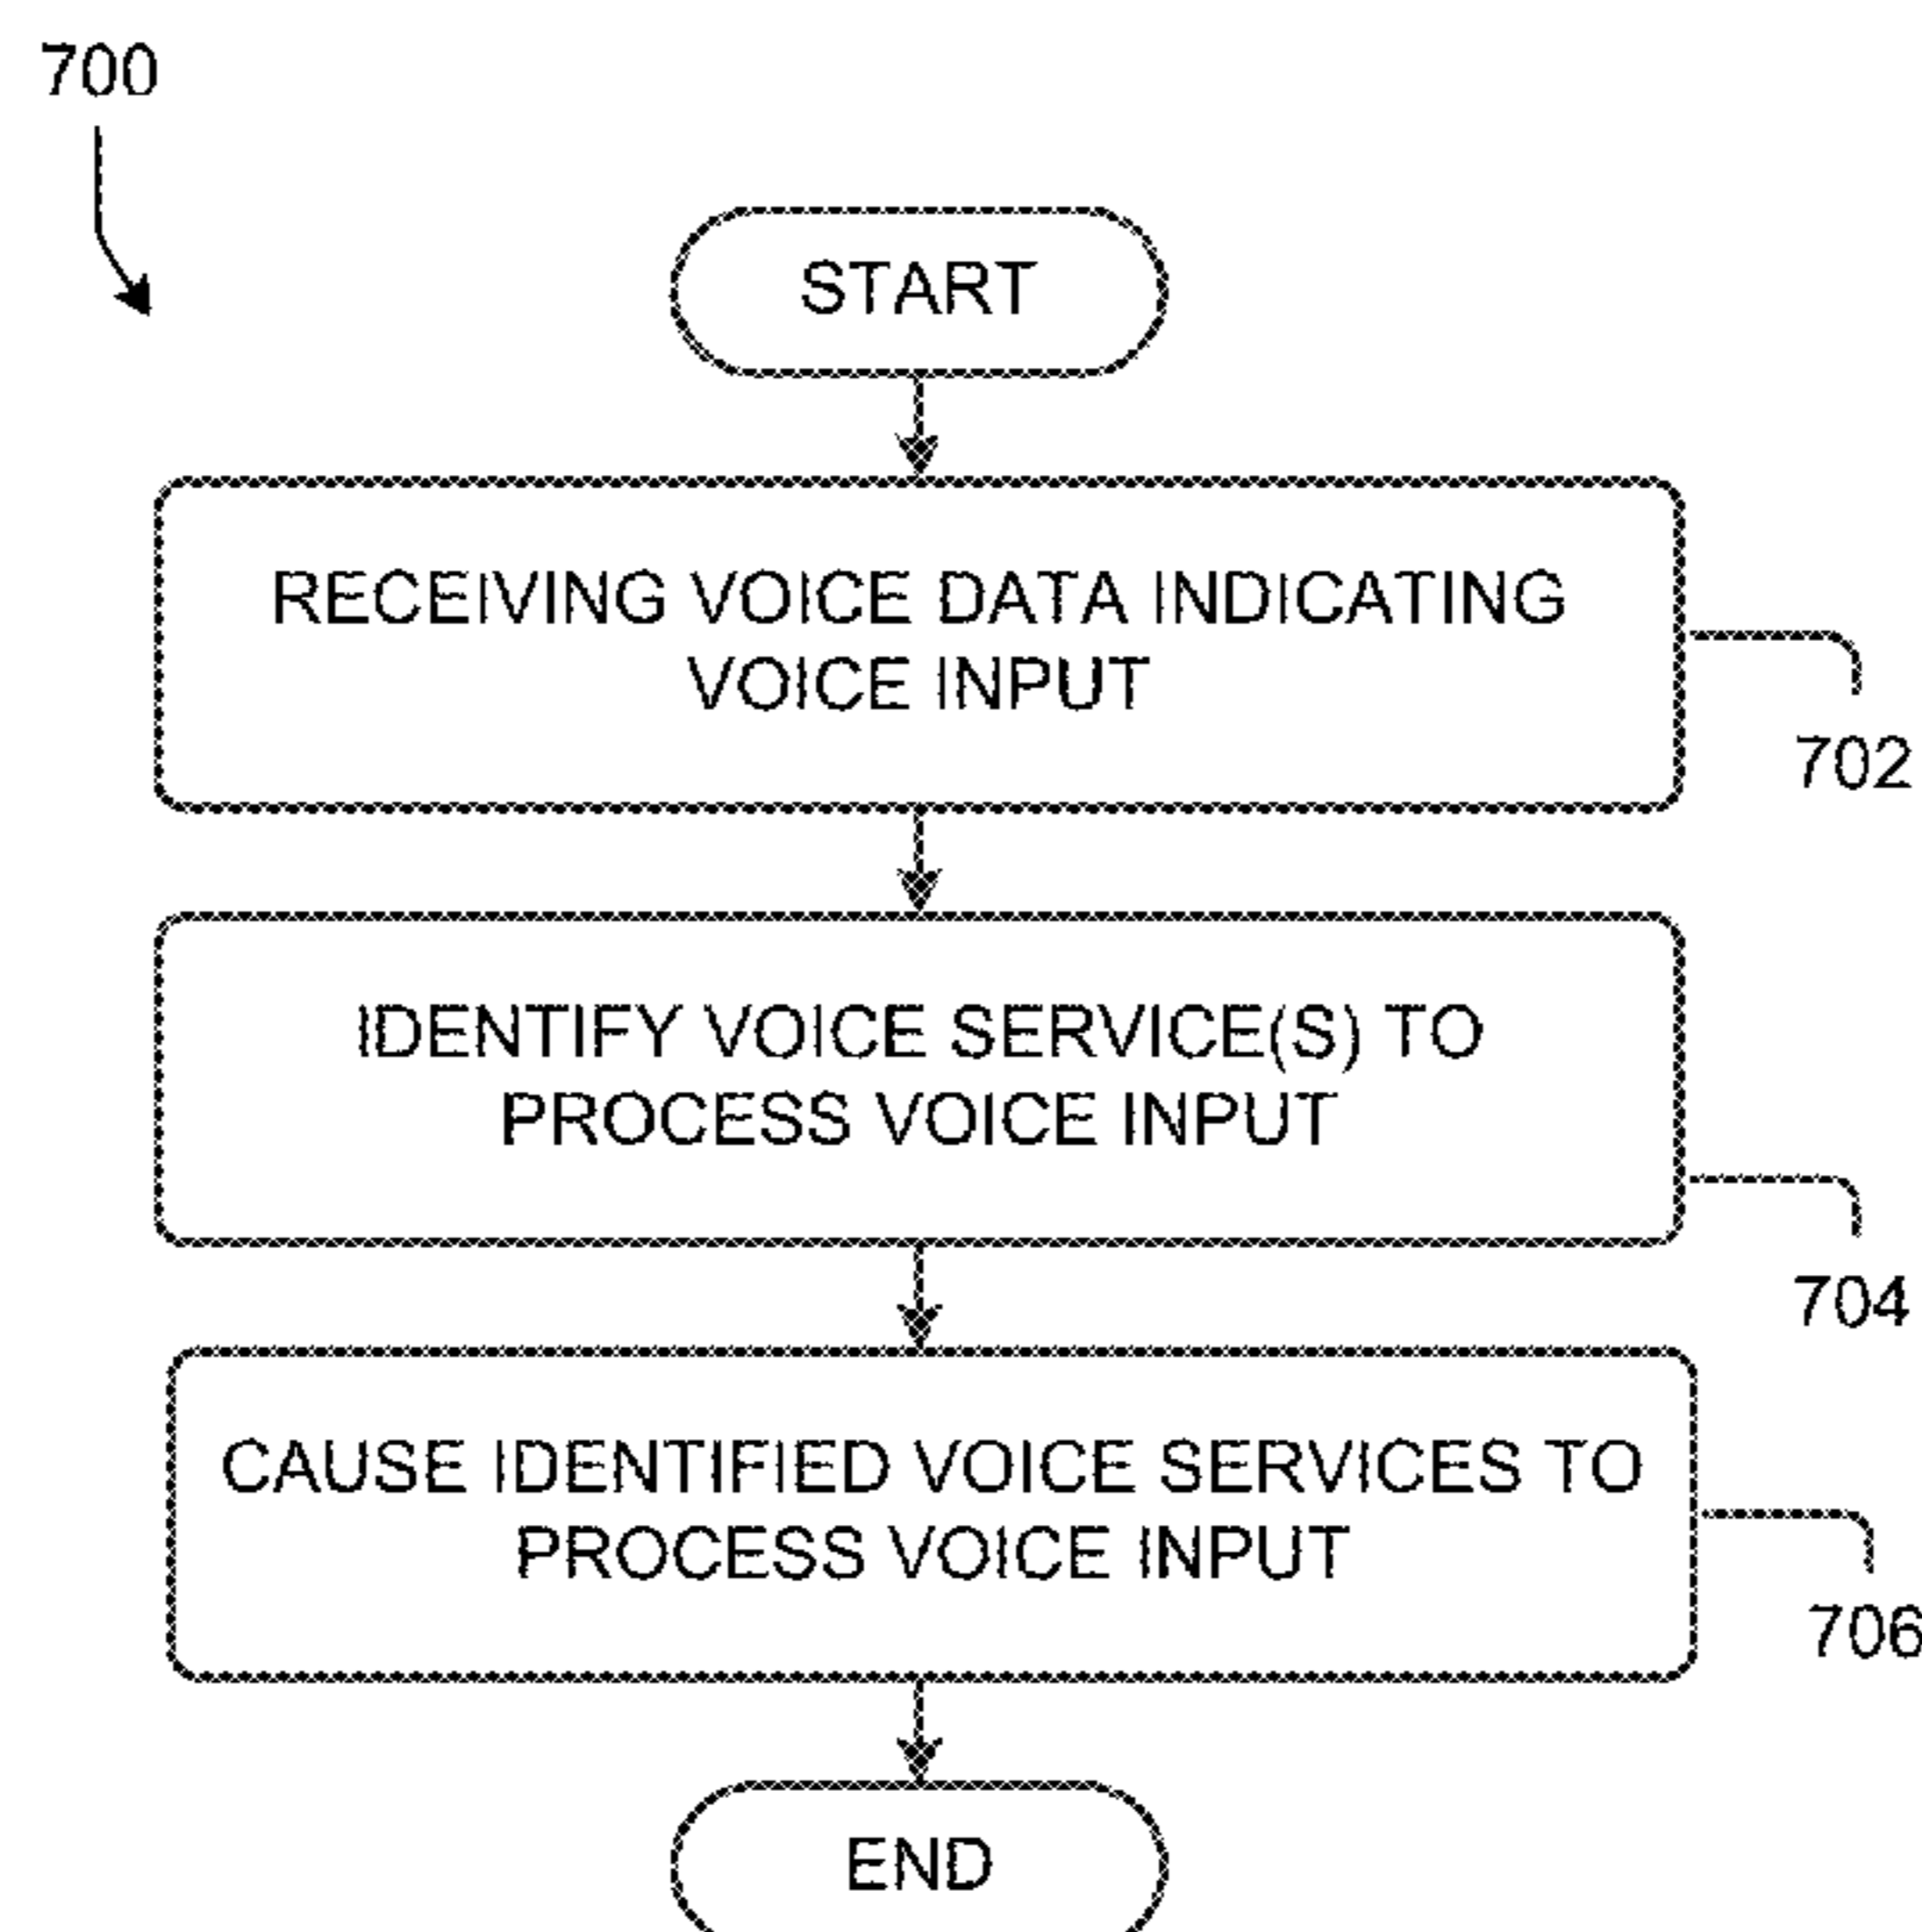 700
START
RECEIVING VOICE DATA INDICATING
VOICE INPUT
702
IDENTIFY VOICE SERVICE(S) TO
PROCESS VOICE INPUT
704
CAUSE IDENTIFIED VOICE SERVICES TO
PROCESS VOICE INPUT
706
END